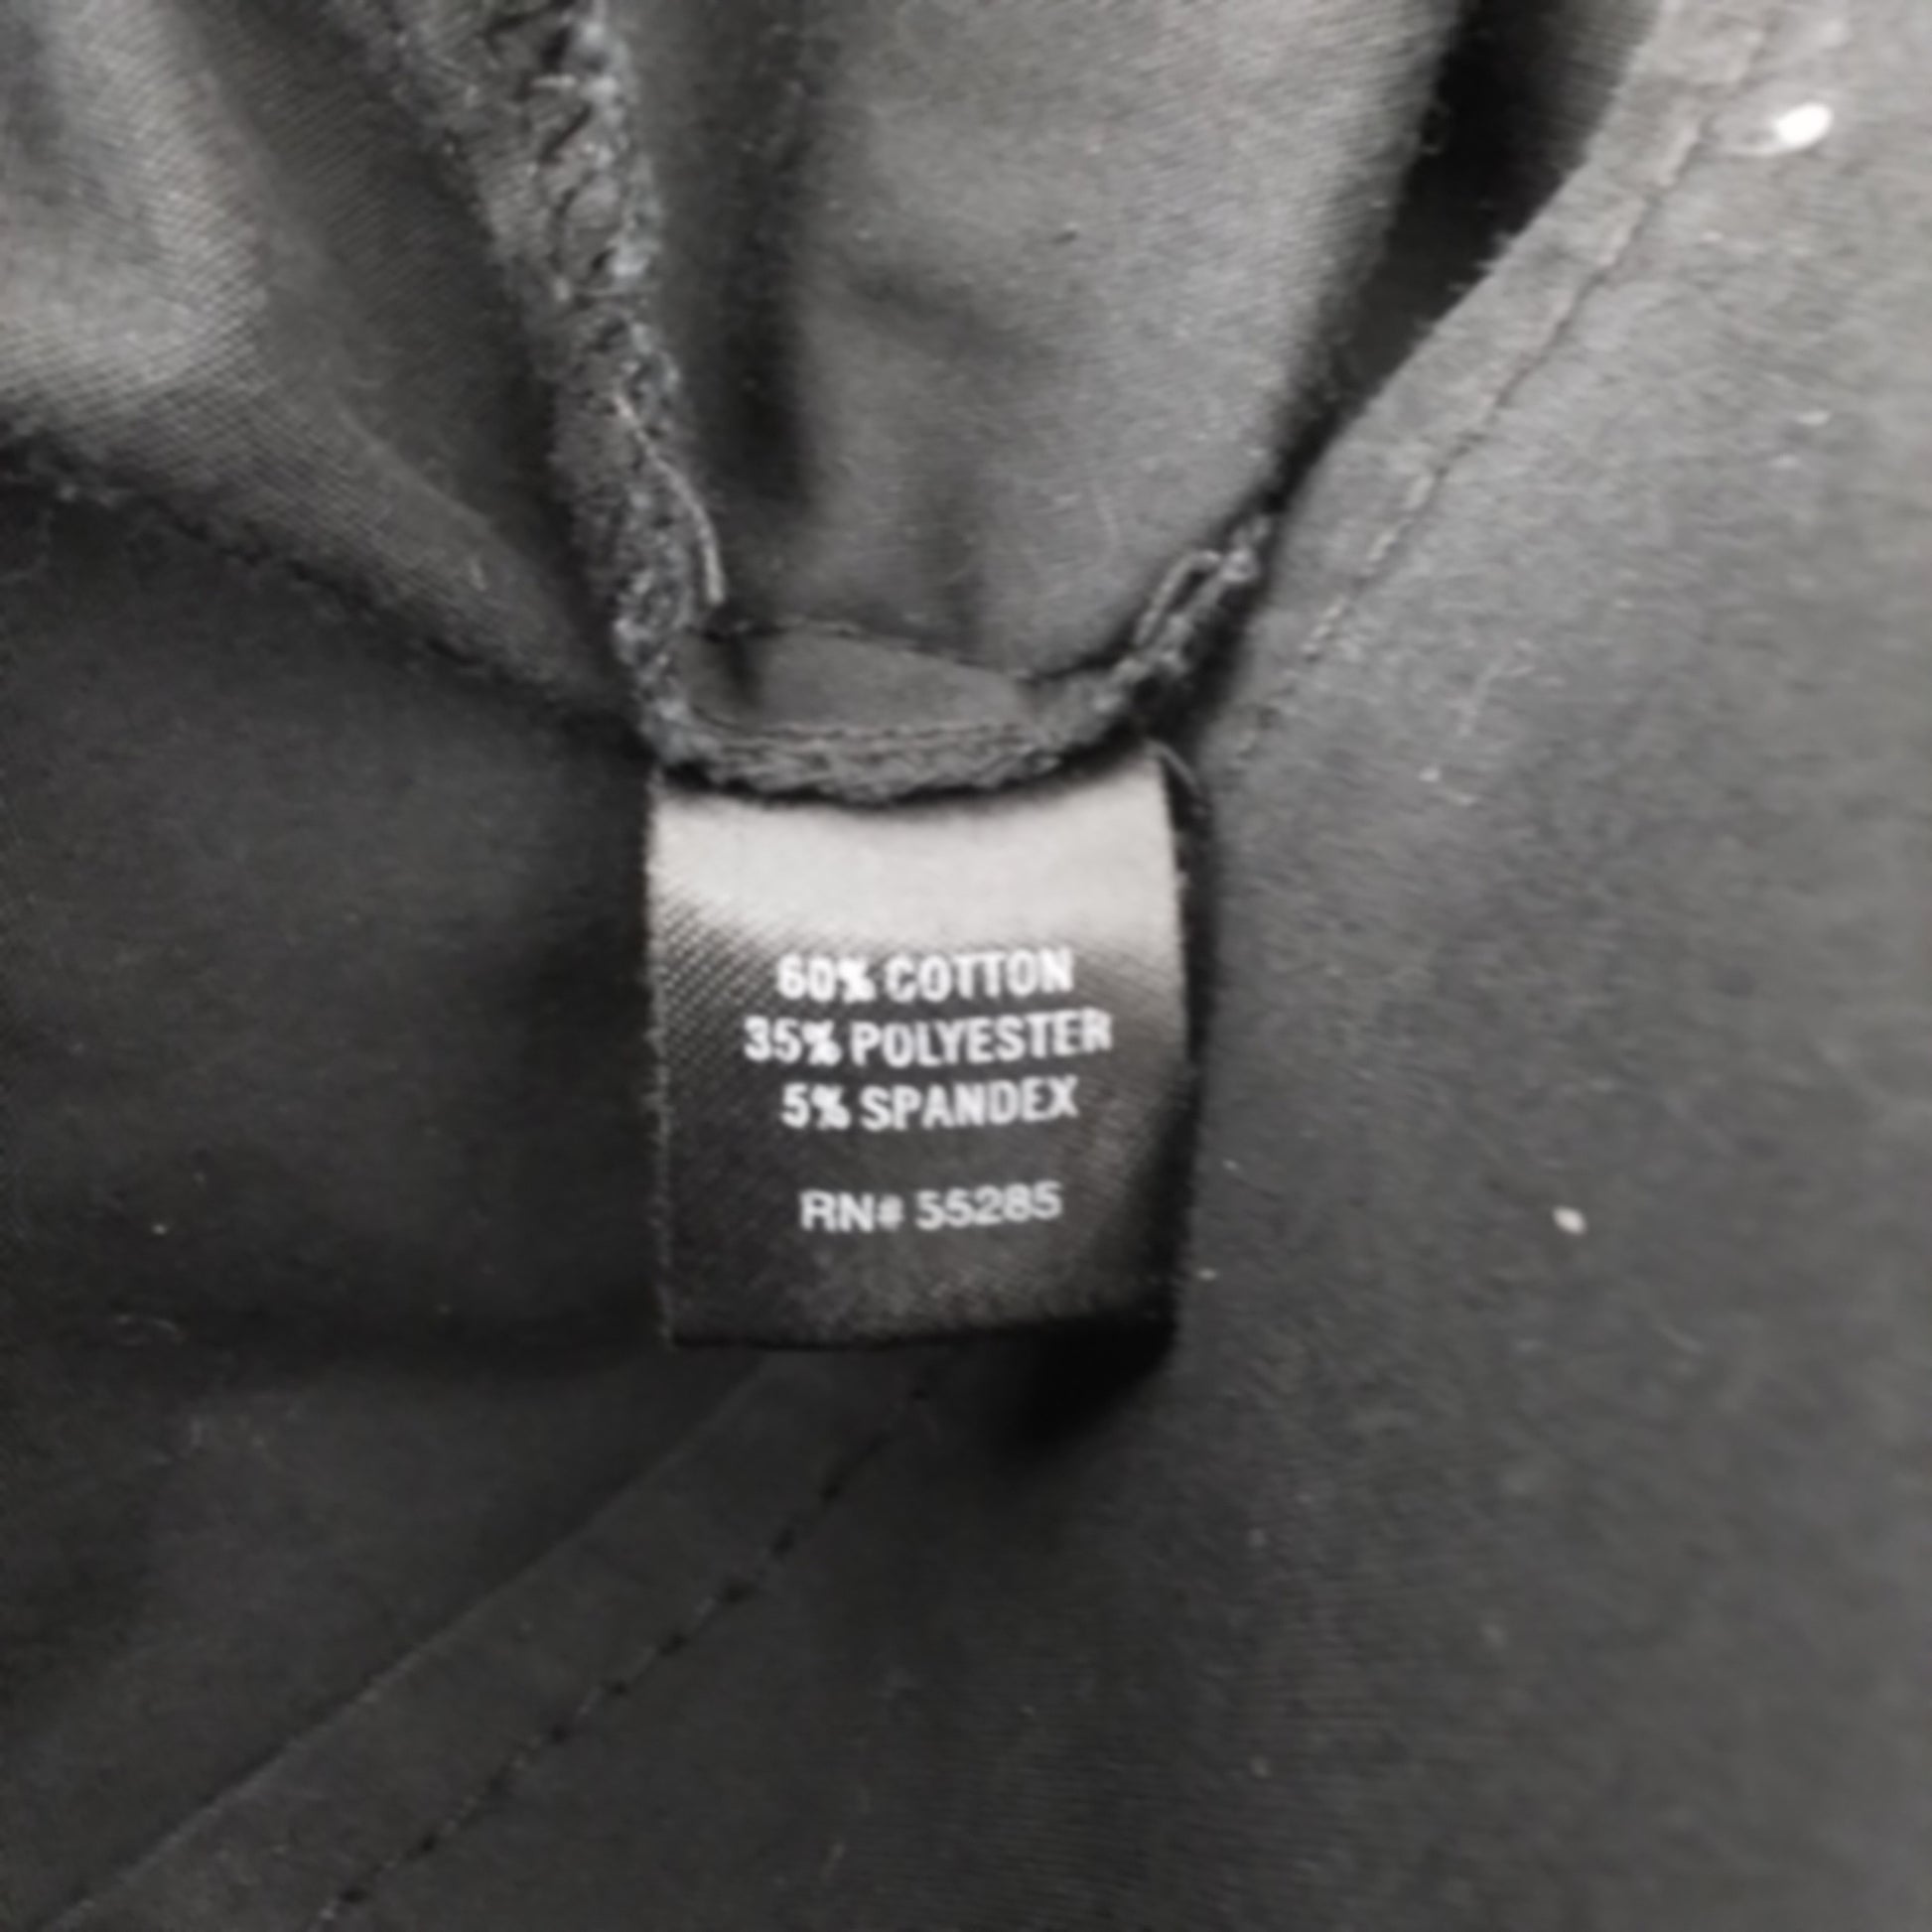 60% COTTON
35% POLYESTER
5% SPANDEX
RN# 55285